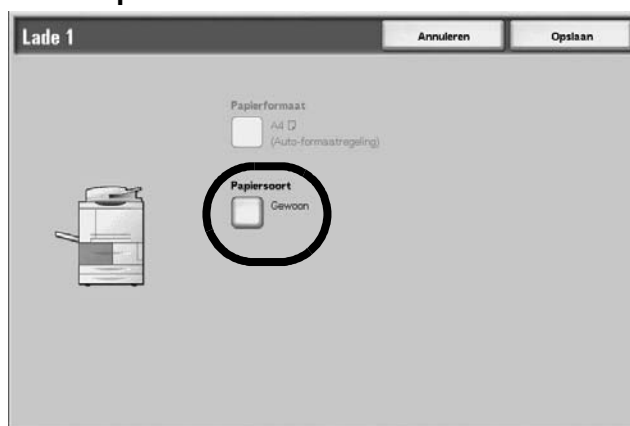 Lade 1
Annuleren
Opslaan
Papierformaat
A4
(Auto-formaatregeling)
Papiersoort
Gewoon